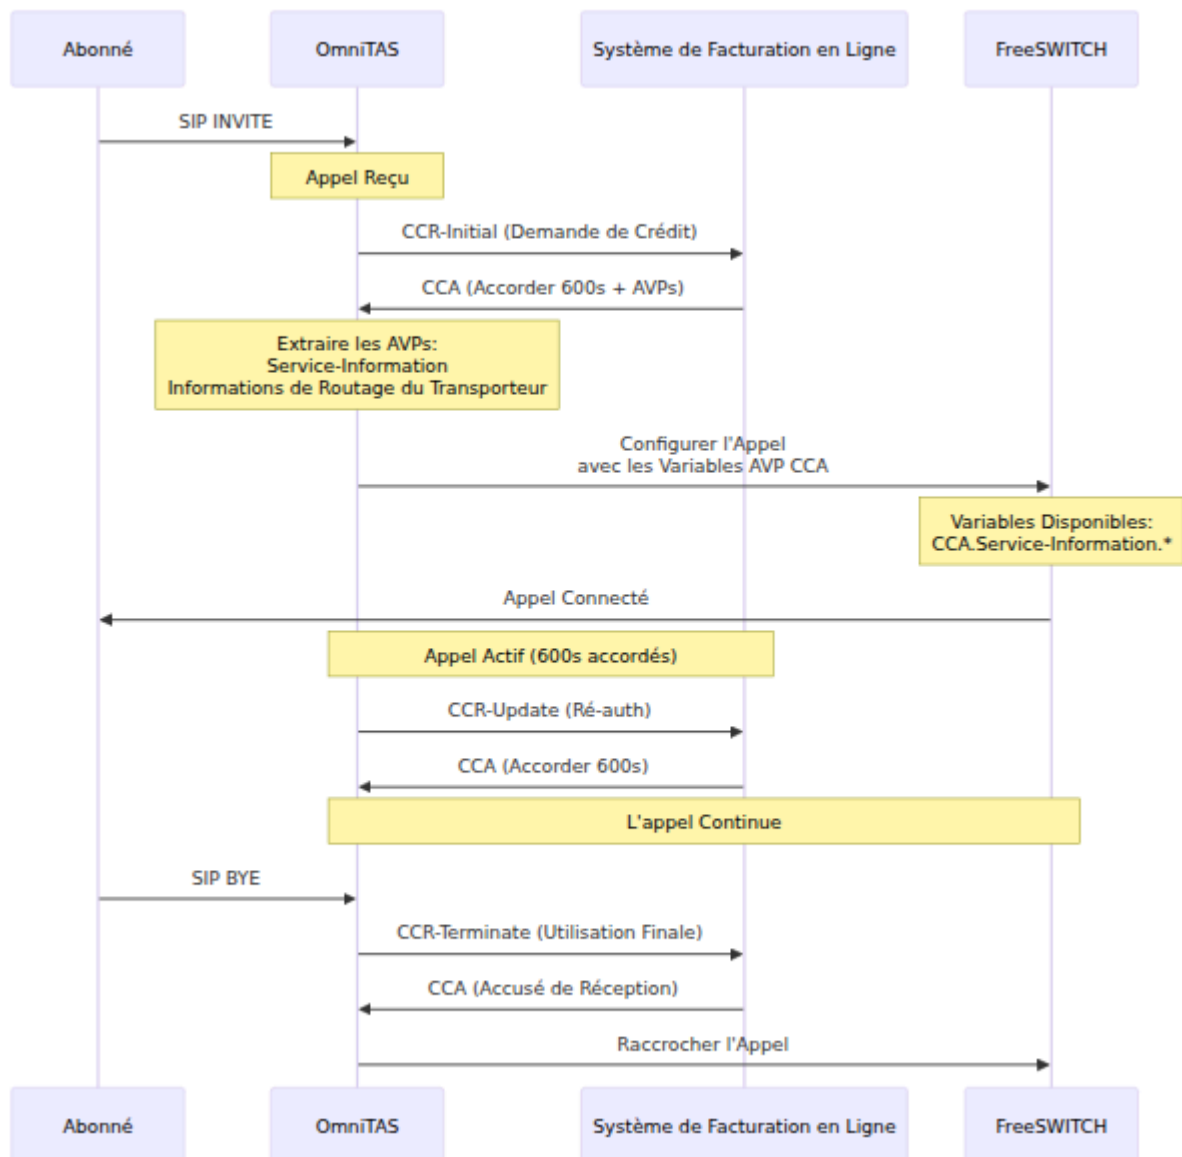 Abonné
OmniTAS
Système de Facturation en Ligne
FreeSWITCH
SIP INVITE
Appel Reçu
CCR-Initial (Demande de Crédit)
CCA (Accorder 600s + AVPs)
Extraire les AVPs:
Service-Information
Informations de Routage du Transporteur
Configurer l'Appel
avec les Variables AVP CCA
Variables Disponibles:
CCA.Service-Information.*
Appel Connecté
Appel Actif (600s accordés)
CCR-Update (Ré-auth)
CCA (Accorder 600s)
L'appel Continue
SIP BYE
CCR-Terminate (Utilisation Finale)
CCA (Accusé de Réception)
Raccrocher l'Appel
Abonné
OmniTAS
Système de Facturation en Ligne
FreeSWITCH